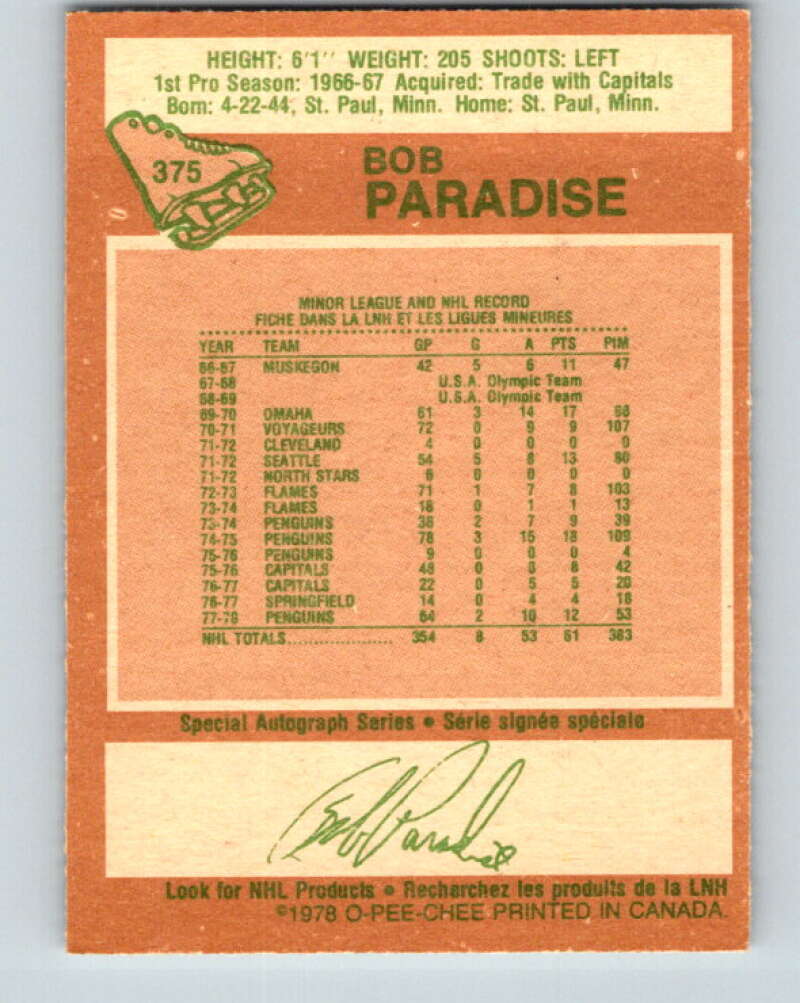 HEIGHT: 6'1'' WEIGHT: 205 SHOOTS: LEFT
1st Pro Season: 1966-67 Acquired: Trade with Capitals
Born: 4-22-44, St. Paul, Minn. Home: St. Paul, Minn.
375
BOB
PARADISE
MINOR LEAGUE AND NHL RECORD
FICHE DANS LA LNH ET LES LIGUES MINEURES
YEAR TEAM GP G A PTS PIM
66-67 MUSKEGON 42 5 6 11 47
67-68 U.S.A. Olympic Team
68-69 U.S.A. Olympic Team
69-70 OMAHA 61 3 14 17 68
70-71 VOYAGEURS 72 0 9 9 107
71-72 CLEVELAND 4 0 0 0 0
71-72 SEATTLE 54 5 8 13 80
71-72 NORTH STARS 6 0 0 0 0
72-73 FLAMES 71 1 7 8 103
73-74 FLAMES 18 0 1 1 13
73-74 PENGUINS 38 2 7 9 39
74-75 PENGUINS 78 3 15 18 109
75-76 PENGUINS 9 0 0 0 4
75-76 CAPITALS 48 0 8 8 42
76-77 CAPITALS 22 0 5 5 20
76-77 SPRINGFIELD 14 0 4 4 18
77-78 PENGUINS 64 2 10 12 53
NHL TOTALS.................... 354 8 53 61 383
Special Autograph Series • Série signée spéciale
Bob Paradise
Look for NHL Products • Recherchez les produits de la LNH
©1978 O-PEE-CHEE PRINTED IN CANADA.